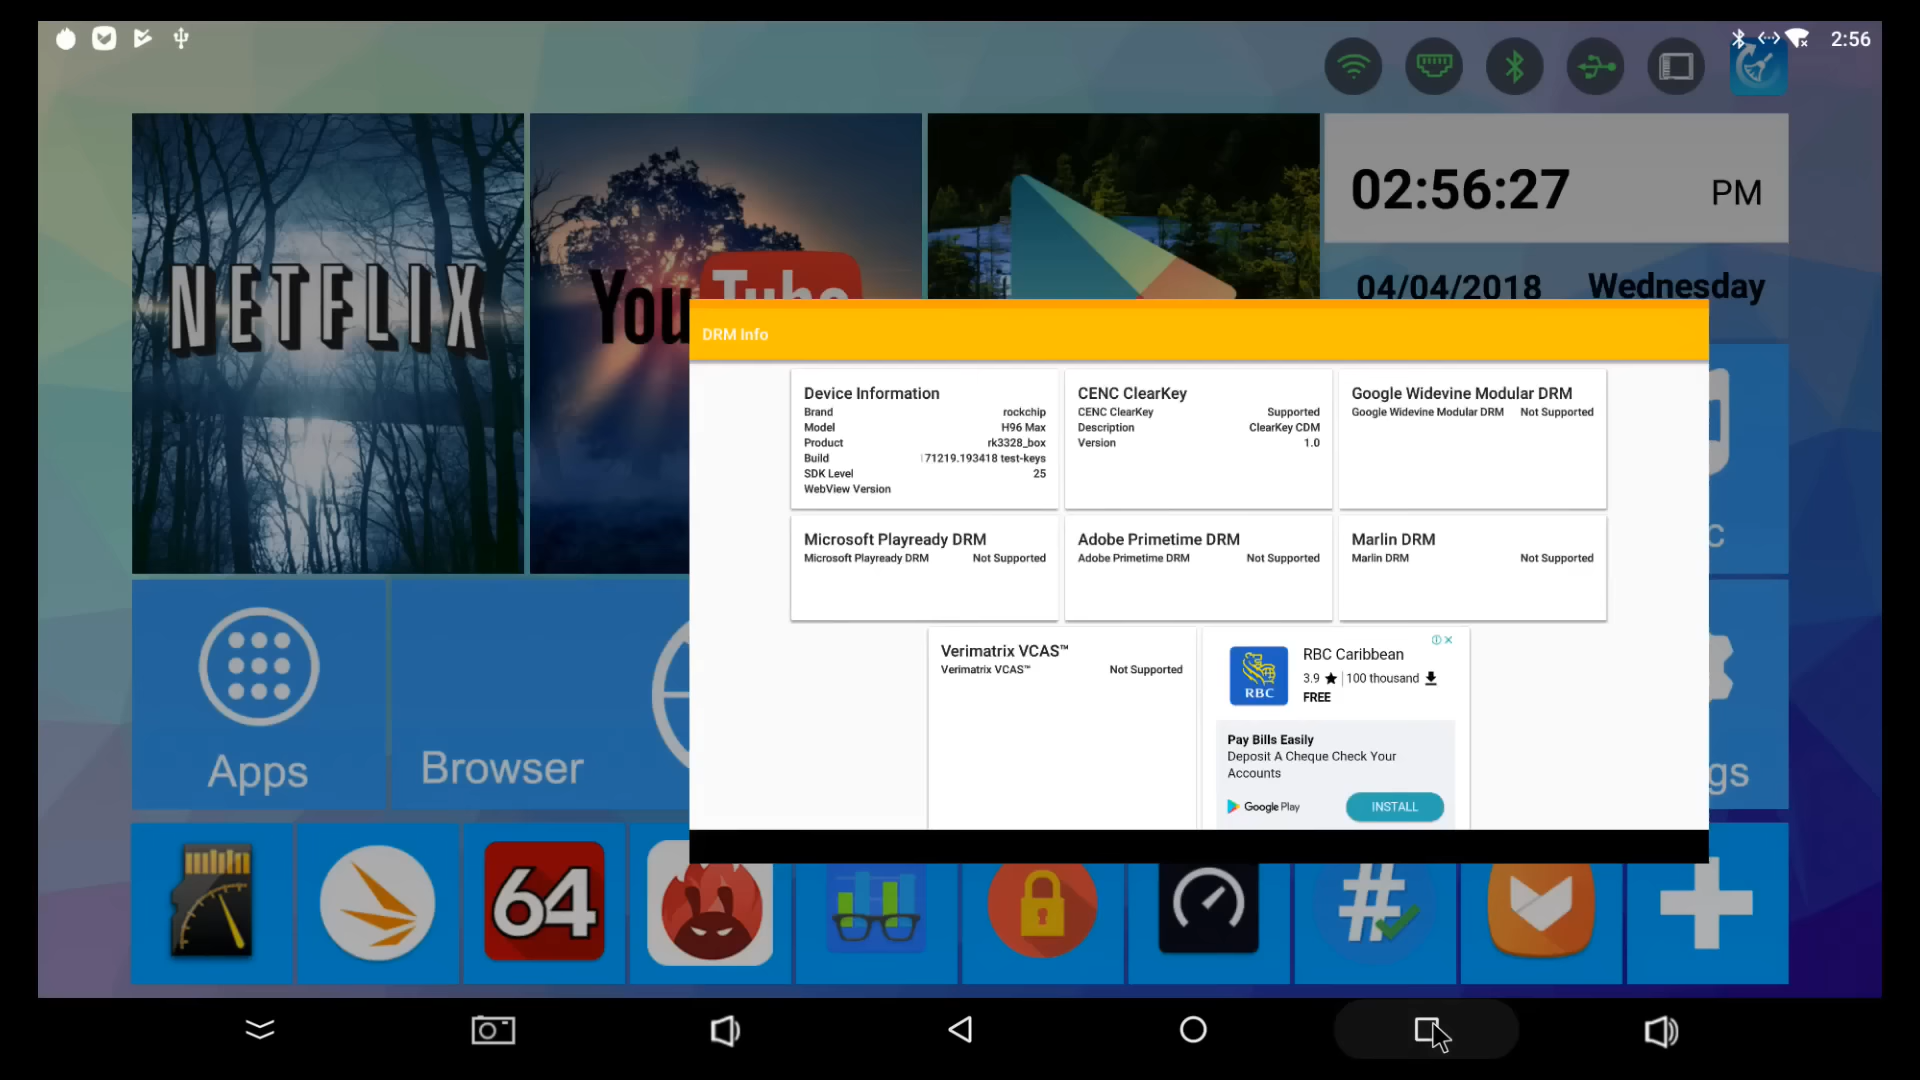 2:56
02:56:27 PM
04/04/2018 Wednesday
NETFLIX
YouTube
DRM Info
Device Information
Brand rockchip
Model H96 Max
Product rk3328_box
Build 71219.193418 test-keys
SDK Level 25
WebView Version
CENC ClearKey
CENC ClearKey Supported
Description ClearKey CDM
Version 1.0
Google Widevine Modular DRM
Google Widevine Modular DRM Not Supported
Microsoft Playready DRM
Microsoft Playready DRM Not Supported
Adobe Primetime DRM
Adobe Primetime DRM Not Supported
Marlin DRM
Marlin DRM Not Supported
Verimatrix VCAS™
Verimatrix VCAS™ Not Supported
RBC
RBC Caribbean
3.9 ★ | 100 thousand
FREE
Pay Bills Easily
Deposit A Cheque Check Your
Accounts
Google Play
INSTALL
c
gs
Apps
Browser
64
#